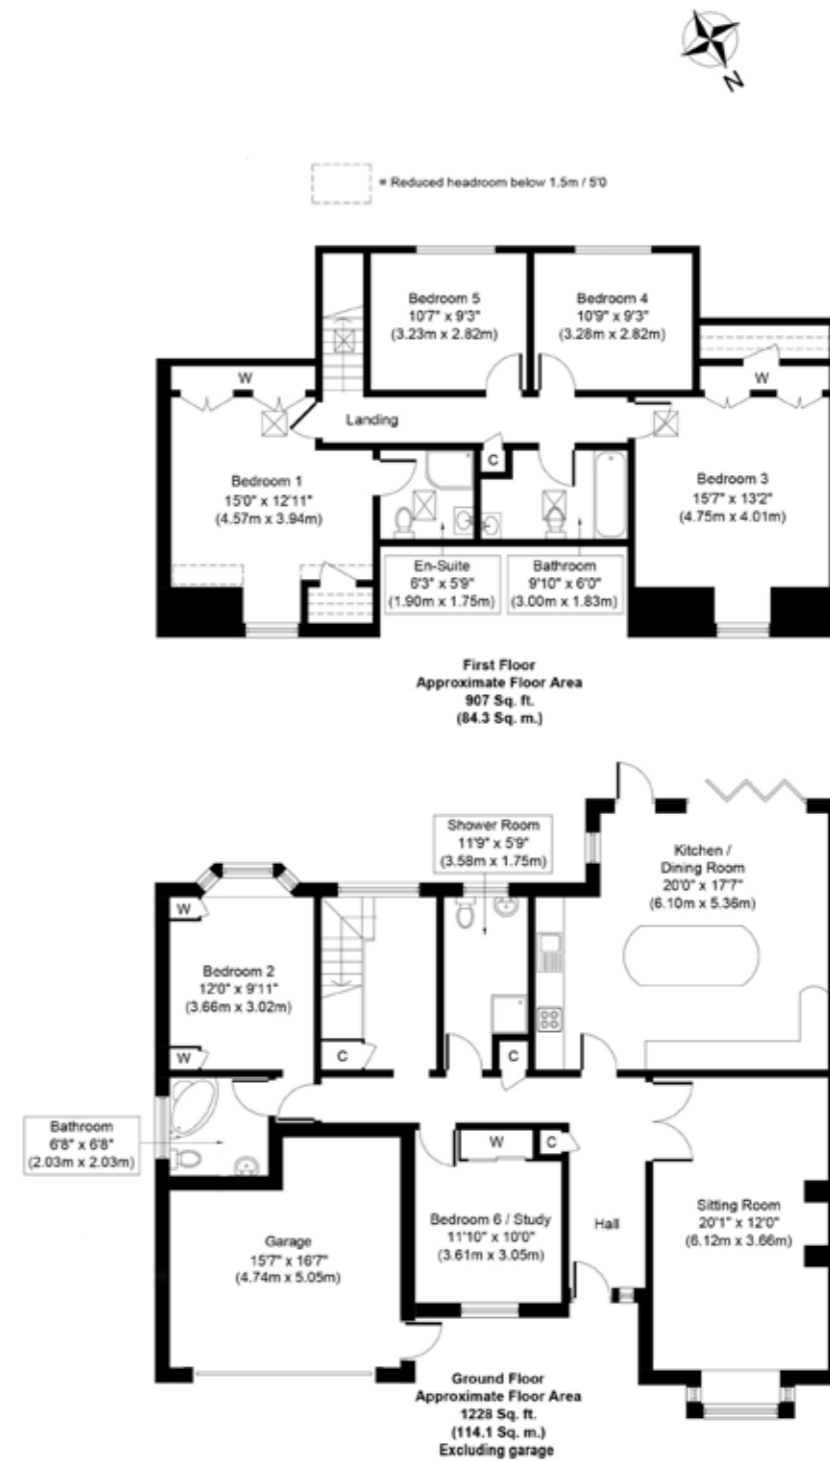 N
= Reduced headroom below 1.5m / 5'0
Bedroom 5
10'7" x 9'3"
(3.23m x 2.82m)
Bedroom 4
10'9" x 9'3"
(3.28m x 2.82m)
W
W
Landing
C
Bedroom 1
15'0" x 12'11"
(4.57m x 3.94m)
Bedroom 3
15'7" x 13'2"
(4.75m x 4.01m)
En-Suite
6'3" x 5'9"
(1.90m x 1.75m)
Bathroom
9'10" x 6'0"
(3.00m x 1.83m)
First Floor
Approximate Floor Area
907 Sq. ft.
(84.3 Sq. m.)
Shower Room
11'9" x 5'9"
(3.58m x 1.75m)
Kitchen /
Dining Room
20'0" x 17'7"
(6.10m x 5.36m)
W
Bedroom 2
12'0" x 9'11"
(3.66m x 3.02m)
W
C
C
Bathroom
6'8" x 6'8"
(2.03m x 2.03m)
W
C
Bedroom 6 / Study
11'10" x 10'0"
(3.61m x 3.05m)
Hall
Sitting Room
20'1" x 12'0"
(6.12m x 3.66m)
Garage
15'7" x 16'7"
(4.74m x 5.05m)
Ground Floor
Approximate Floor Area
1228 Sq. ft.
(114.1 Sq. m.)
Excluding garage